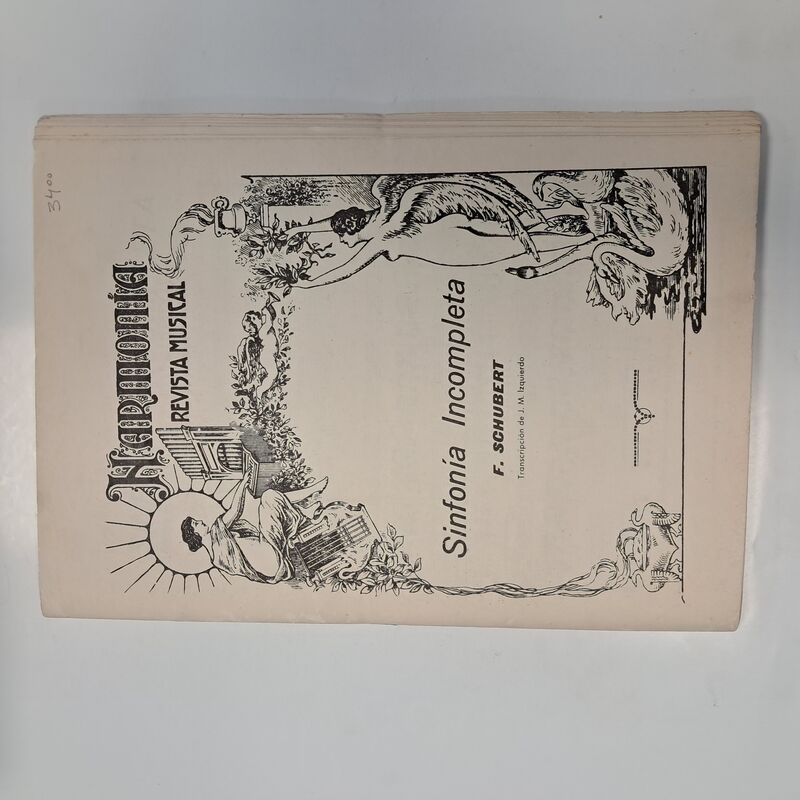 3400
HARMONÍA
REVISTA MUSICAL
Sinfonía Incompleta
F. SCHUBERT
Transcripción de J. M. Izquierdo